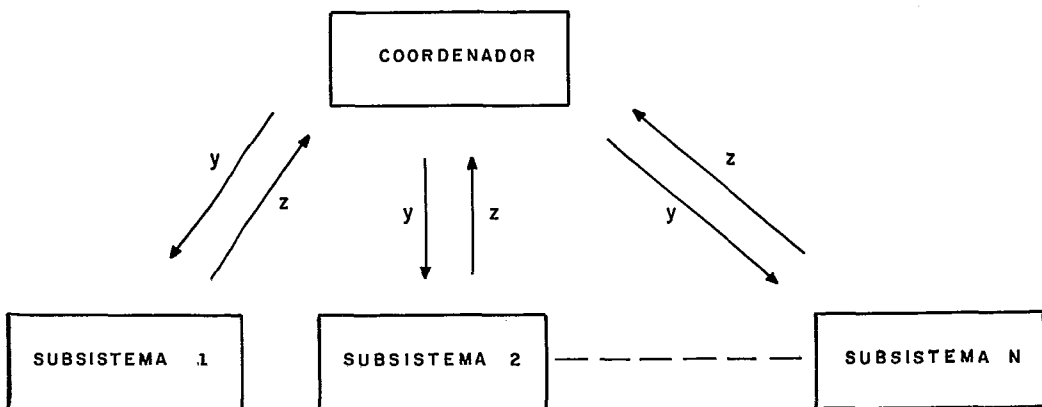 COORDENADOR
y
z
y
z
z
y
SUBSISTEMA 1
SUBSISTEMA 2
SUBSISTEMA N